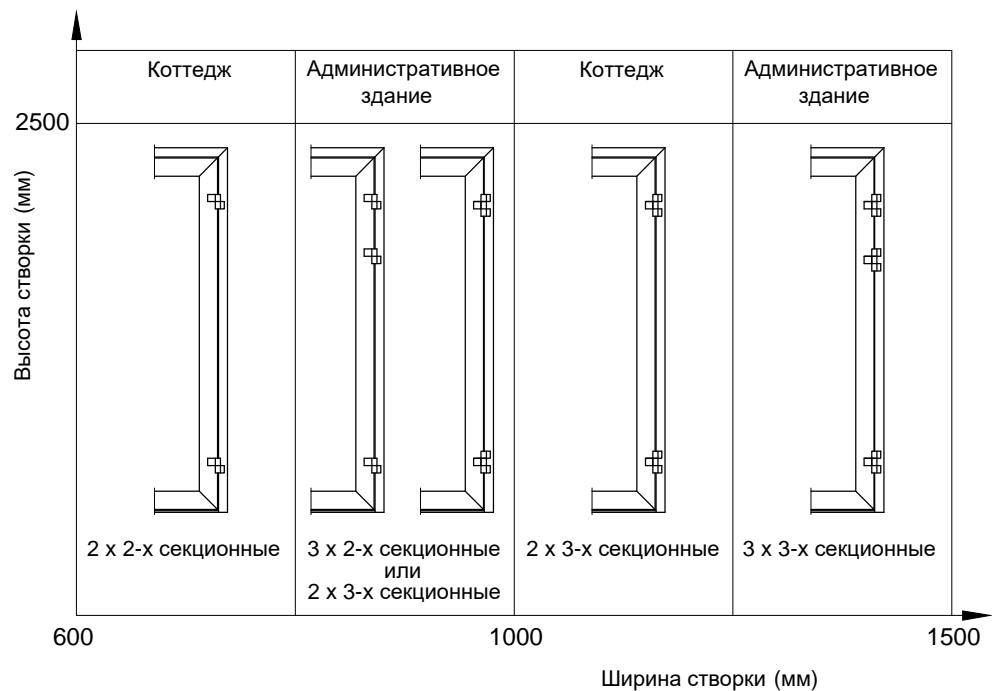 Коттедж
Административное
здание
Коттедж
Административное
здание
2500
Высота створки (мм)
2 x 2-х секционные
3 x 2-х секционные
или
2 x 3-х секционные
2 x 3-х секционные
3 x 3-х секционные
600
1000
1500
Ширина створки (мм)